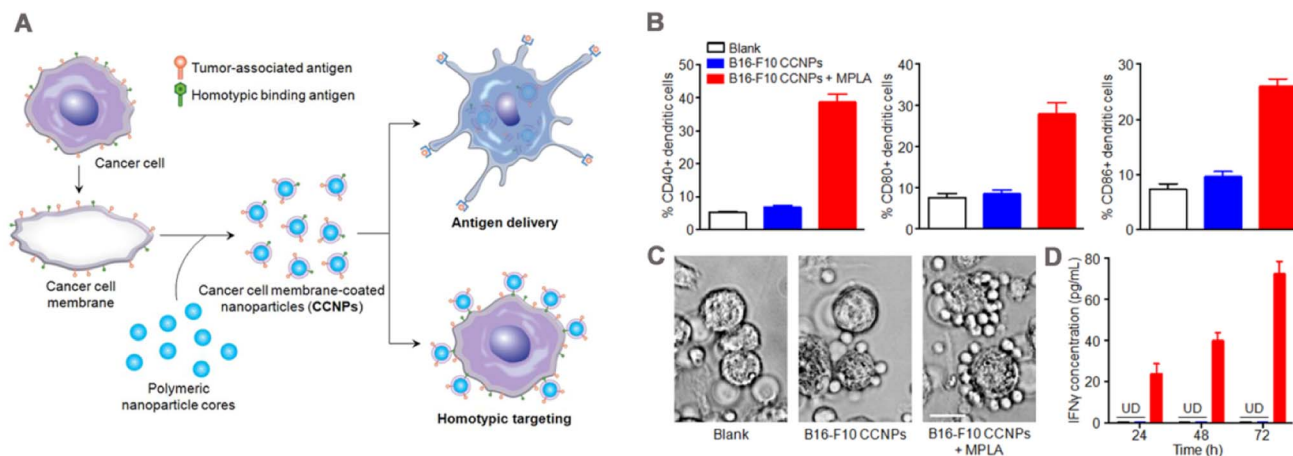 A
Tumor-associated antigen
Homotypic binding antigen
Cancer cell
Cancer cell
membrane
Polymeric
nanoparticle cores
Cancer cell membrane-coated
nanoparticles (CCNPs)
Antigen delivery
Homotypic targeting
B
Blank
B16-F10 CCNPs
B16-F10 CCNPs + MPLA
% CD40+ dendritic cells
50
40
30
20
10
0
% CD80+ dendritic cells
40
30
20
10
0
% CD86+ dendritic cells
30
20
10
0
C
Blank
B16-F10 CCNPs
B16-F10 CCNPs
+ MPLA
D
IFNγ concentration (pg/mL)
80
60
40
20
0
UD
UD
UD
24
48
72
Time (h)